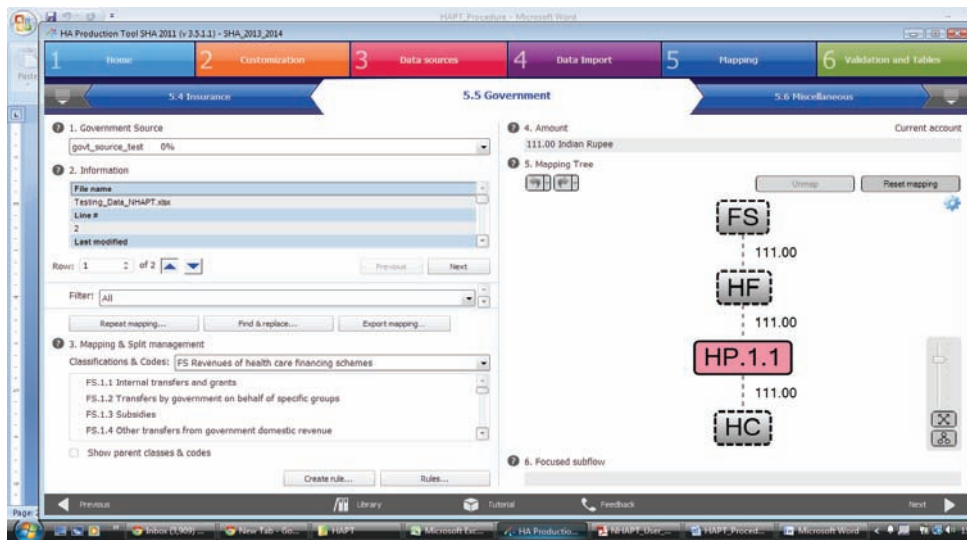 HAPT_Procedure - Microsoft Word
HA Production Tool SHA 2011 (v 3.5.1.1) - SHA_2013_2014
Paste
1 Home
2 Customization
3 Data sources
4 Data Import
5 Mapping
6 Validation and Tables
5.4 Insurance
5.5 Government
5.6 Miscellaneous
1. Government Source
govt_source_test 0%
2. Information
File name
Testing_Data_NHAPT.xlsx
Line #
2
Last modified
Row: 1 of 2
Previous
Next
Filter: All
Repeat mapping...
Find & replace...
Export mapping...
3. Mapping & Split management
Classifications & Codes: FS Revenues of health care financing schemes
FS.1.1 Internal transfers and grants
FS.1.2 Transfers by government on behalf of specific groups
FS.1.3 Subsidies
FS.1.4 Other transfers from government domestic revenue
Show parent classes & codes
Create rule...
Rules...
4. Amount
Current account
111.00 Indian Rupee
5. Mapping Tree
Unmap
Reset mapping
FS
111.00
HF
111.00
HP.1.1
111.00
HC
6. Focused subflow
Previous
Library
Tutorial
Feedback
Next
Page: 2
Inbox (3,909) ...
New Tab - Go...
HAPT
Microsoft Exc...
HA Productio...
NHAPT_User_...
HAPT_Proced...
Microsoft Word